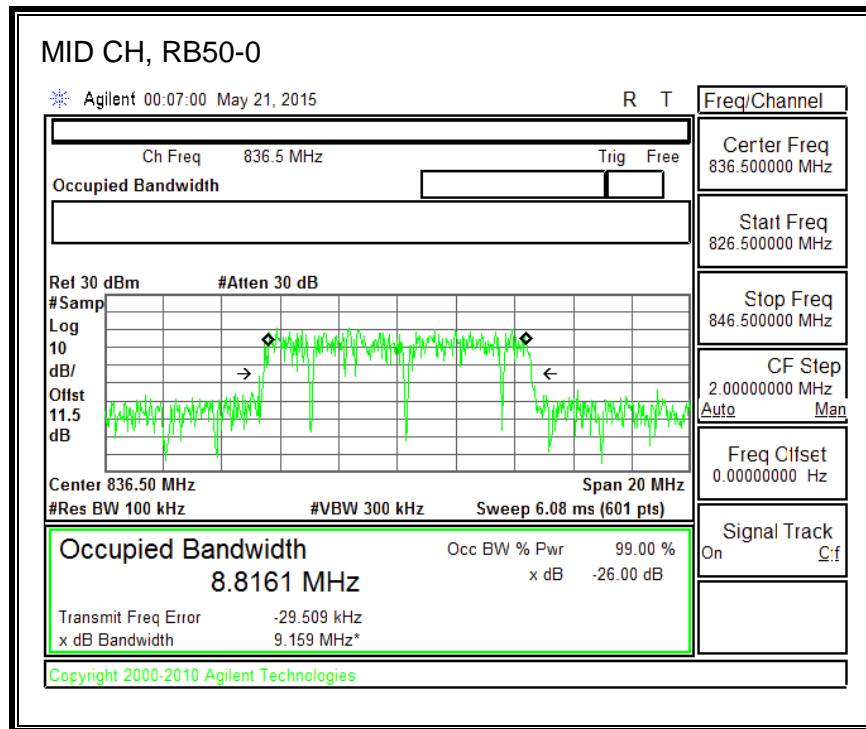 MID CH, RB50-0
Agilent 00:07:00 May 21, 2015 R T
Freq/Channel
Ch Freq 836.5 MHz Trig Free
Occupied Bandwidth
Center Freq
836.500000 MHz
Start Freq
826.500000 MHz
Stop Freq
846.500000 MHz
CF Step
2.00000000 MHz
Auto Man
Freq Offset
0.00000000 Hz
Signal Track
On Off
Ref 30 dBm #Atten 30 dB
#Samp
Log
10
dB/
Offst
11.5
dB
Center 836.50 MHz Span 20 MHz
#Res BW 100 kHz #VBW 300 kHz Sweep 6.08 ms (601 pts)
Occupied Bandwidth Occ BW % Pwr 99.00 %
8.8161 MHz x dB -26.00 dB
Transmit Freq Error -29.509 kHz
x dB Bandwidth 9.159 MHz*
Copyright 2000-2010 Agilent Technologies